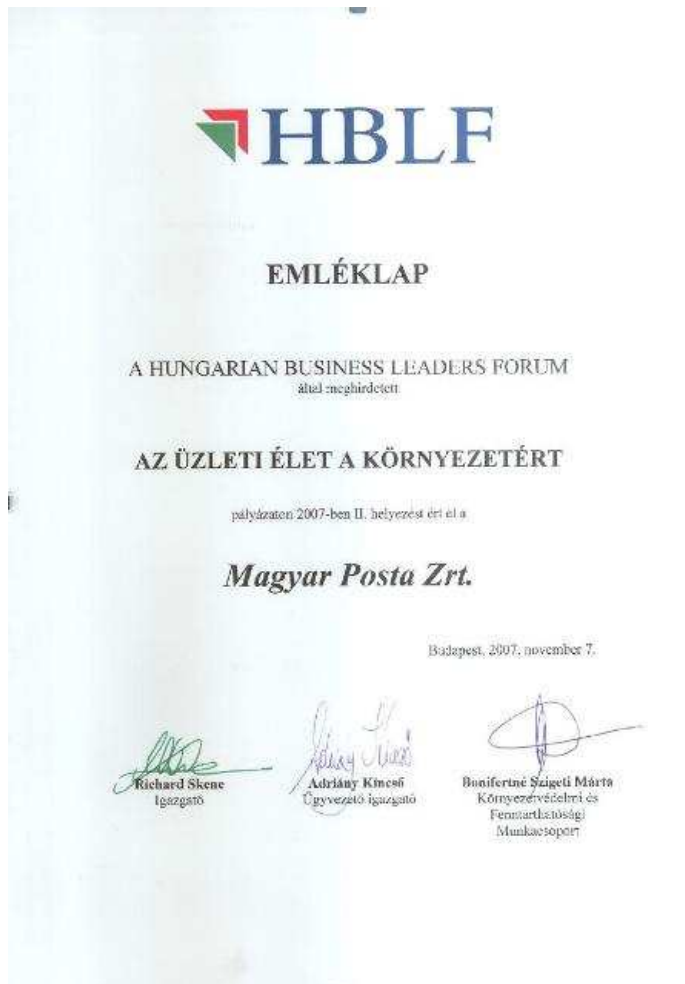 HBLF
EMLÉKLAP
A HUNGARIAN BUSINESS LEADERS FORUM
által meghirdetett
AZ ÜZLETI ÉLET A KÖRNYEZETÉRT
pályázaton 2007-ben II. helyezést ért el a
Magyar Posta Zrt.
Budapest, 2007. november 7.
Richard Skene
Igazgató
Adriány Kincső
Ügyvezető igazgató
Bonifertné Szigeti Márta
Környezetvédelmi és
Fenntarthatósági
Munkacsoport